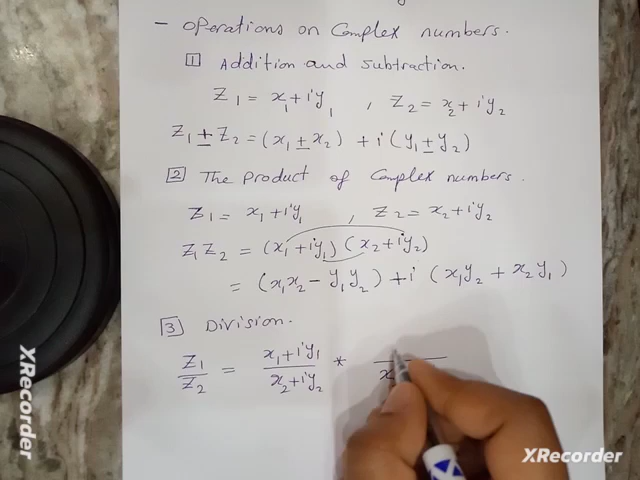 - Operations on Complex numbers.
1 Addition and subtraction.
Z₁ = x₁+iy₁ , Z₂ = x₂+iy₂
Z₁ ± Z₂ = (x₁ ± x₂) + i (y₁ ± y₂)
2 The product of Complex numbers.
Z₁ = x₁+iy₁ , Z₂ = x₂+iy₂
Z₁Z₂ = (x₁+iy₁)(x₂+iy₂)
= (x₁x₂ - y₁y₂) + i (x₁y₂ + x₂y₁)
3 Division.
Z₁/Z₂ = x₁+iy₁/x₂+iy₂ * /x
XRecorder
XRecorder